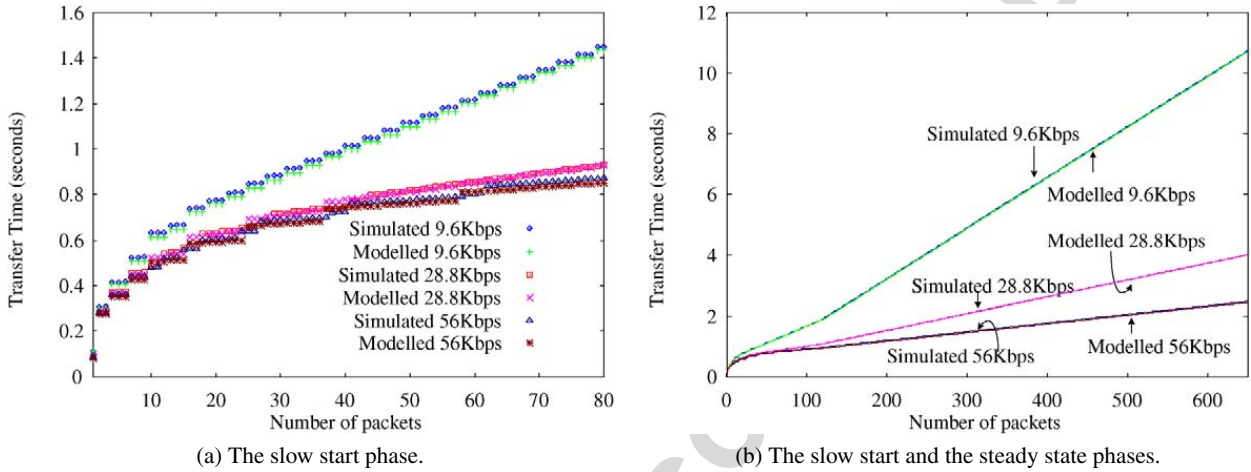 1.6
1.4
1.2
1
0.8
0.6
0.4
0.2
0
Transfer Time (seconds)
Simulated 9.6Kbps
Modelled 9.6Kbps
Simulated 28.8Kbps
Modelled 28.8Kbps
Simulated 56Kbps
Modelled 56Kbps
10 20 30 40 50 60 70 80
Number of packets
(a) The slow start phase.
12
10
8
6
4
2
0
Transfer Time (seconds)
Simulated 9.6Kbps
Modelled 9.6Kbps
Modelled 28.8Kbps
Simulated 28.8Kbps
Simulated 56Kbps
Modelled 56Kbps
0 100 200 300 400 500 600
Number of packets
(b) The slow start and the steady state phases.